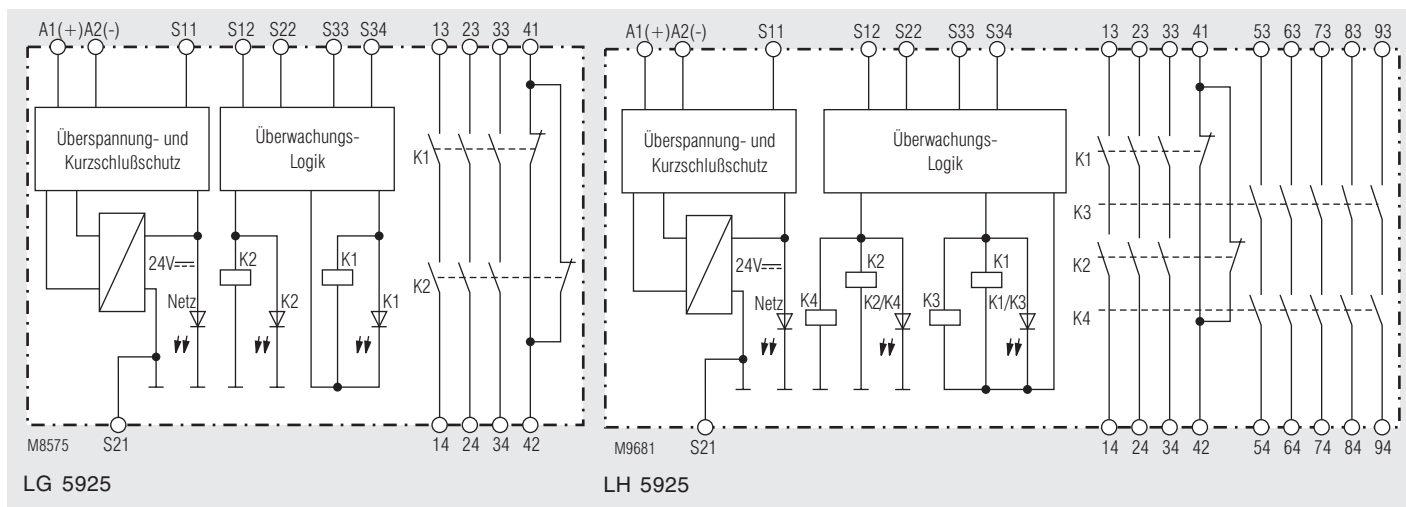 A1(+) A2(-) S11 S12 S22 S33 S34 13 23 33 41
Überspannung- und
Kurzschlußschutz
Überwachungs-
Logik
K1
24V
K2
K1
Netz
K2
K1
K2
M8575
S21
14 24 34 42
LG 5925
A1(+) A2(-) S11 S12 S22 S33 S34 13 23 33 41 53 63 73 83 93
Überspannung- und
Kurzschlußschutz
Überwachungs-
Logik
K1
K3
24V
K2
K1
K2
Netz
K4
K2/K4
K3
K1/K3
K4
M9681
S21
14 24 34 42 54 64 74 84 94
LH 5925